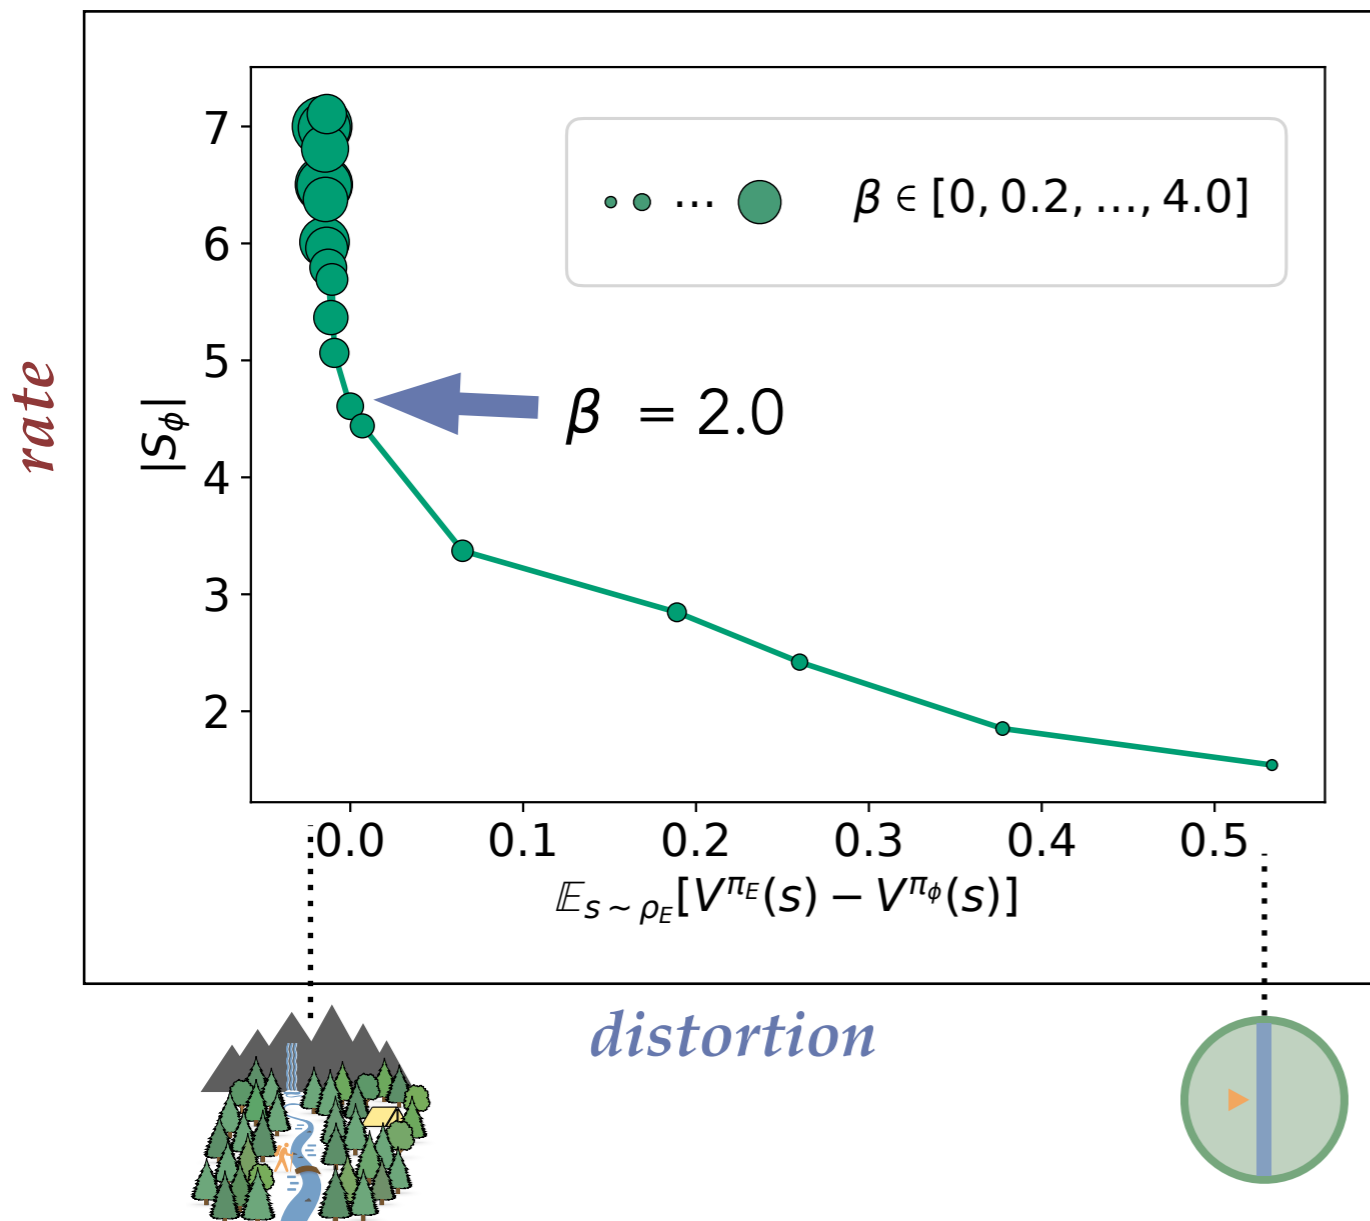 7
6
5
4
3
2
rate
|S_ϕ|
... β ∈ [0, 0.2, ..., 4.0]
β = 2.0
0.0 0.1 0.2 0.3 0.4 0.5
𝔼_{s∼ρ_E}[V^{π_E}(s) − V^{π_ϕ}(s)]
distortion